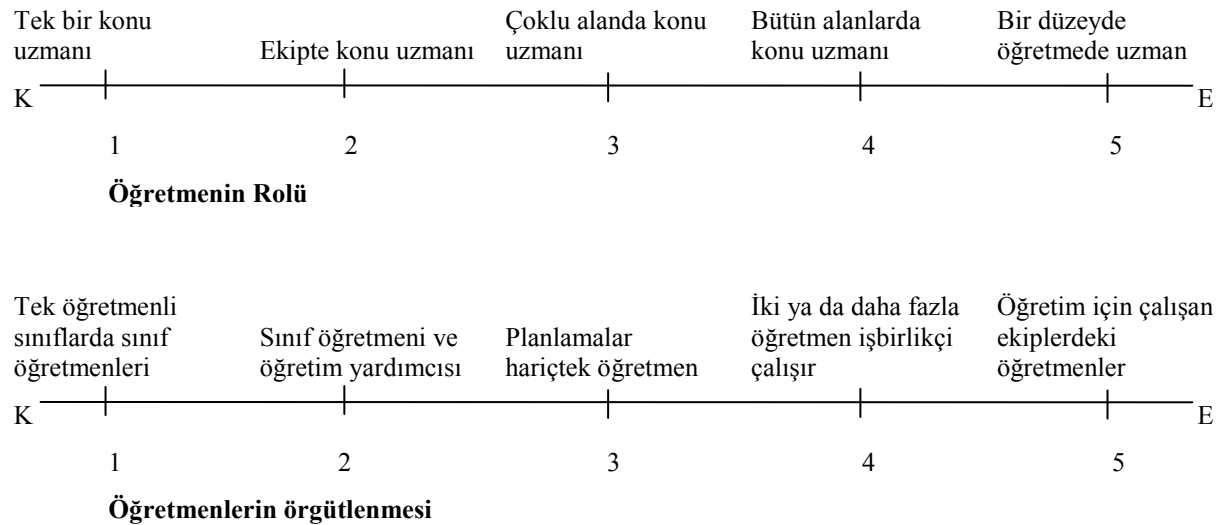 Tek bir konu
uzmanı
Ekipte konu uzmanı
Çoklu alanda konu
uzmanı
Bütün alanlarda
konu uzmanı
Bir düzeyde
öğretmede uzman
K
E
1
2
3
4
5
Öğretmenin Rolü
Tek öğretmenli
sınıflarda sınıf
öğretmenleri
Sınıf öğretmeni ve
öğretim yardımcısı
Planlamalar
hariçtek öğretmen
İki ya da daha fazla
öğretmen işbirlikçi
çalışır
Öğretim için çalışan
ekiplerdeki
öğretmenler
K
E
1
2
3
4
5
Öğretmenlerin örgütlenmesi